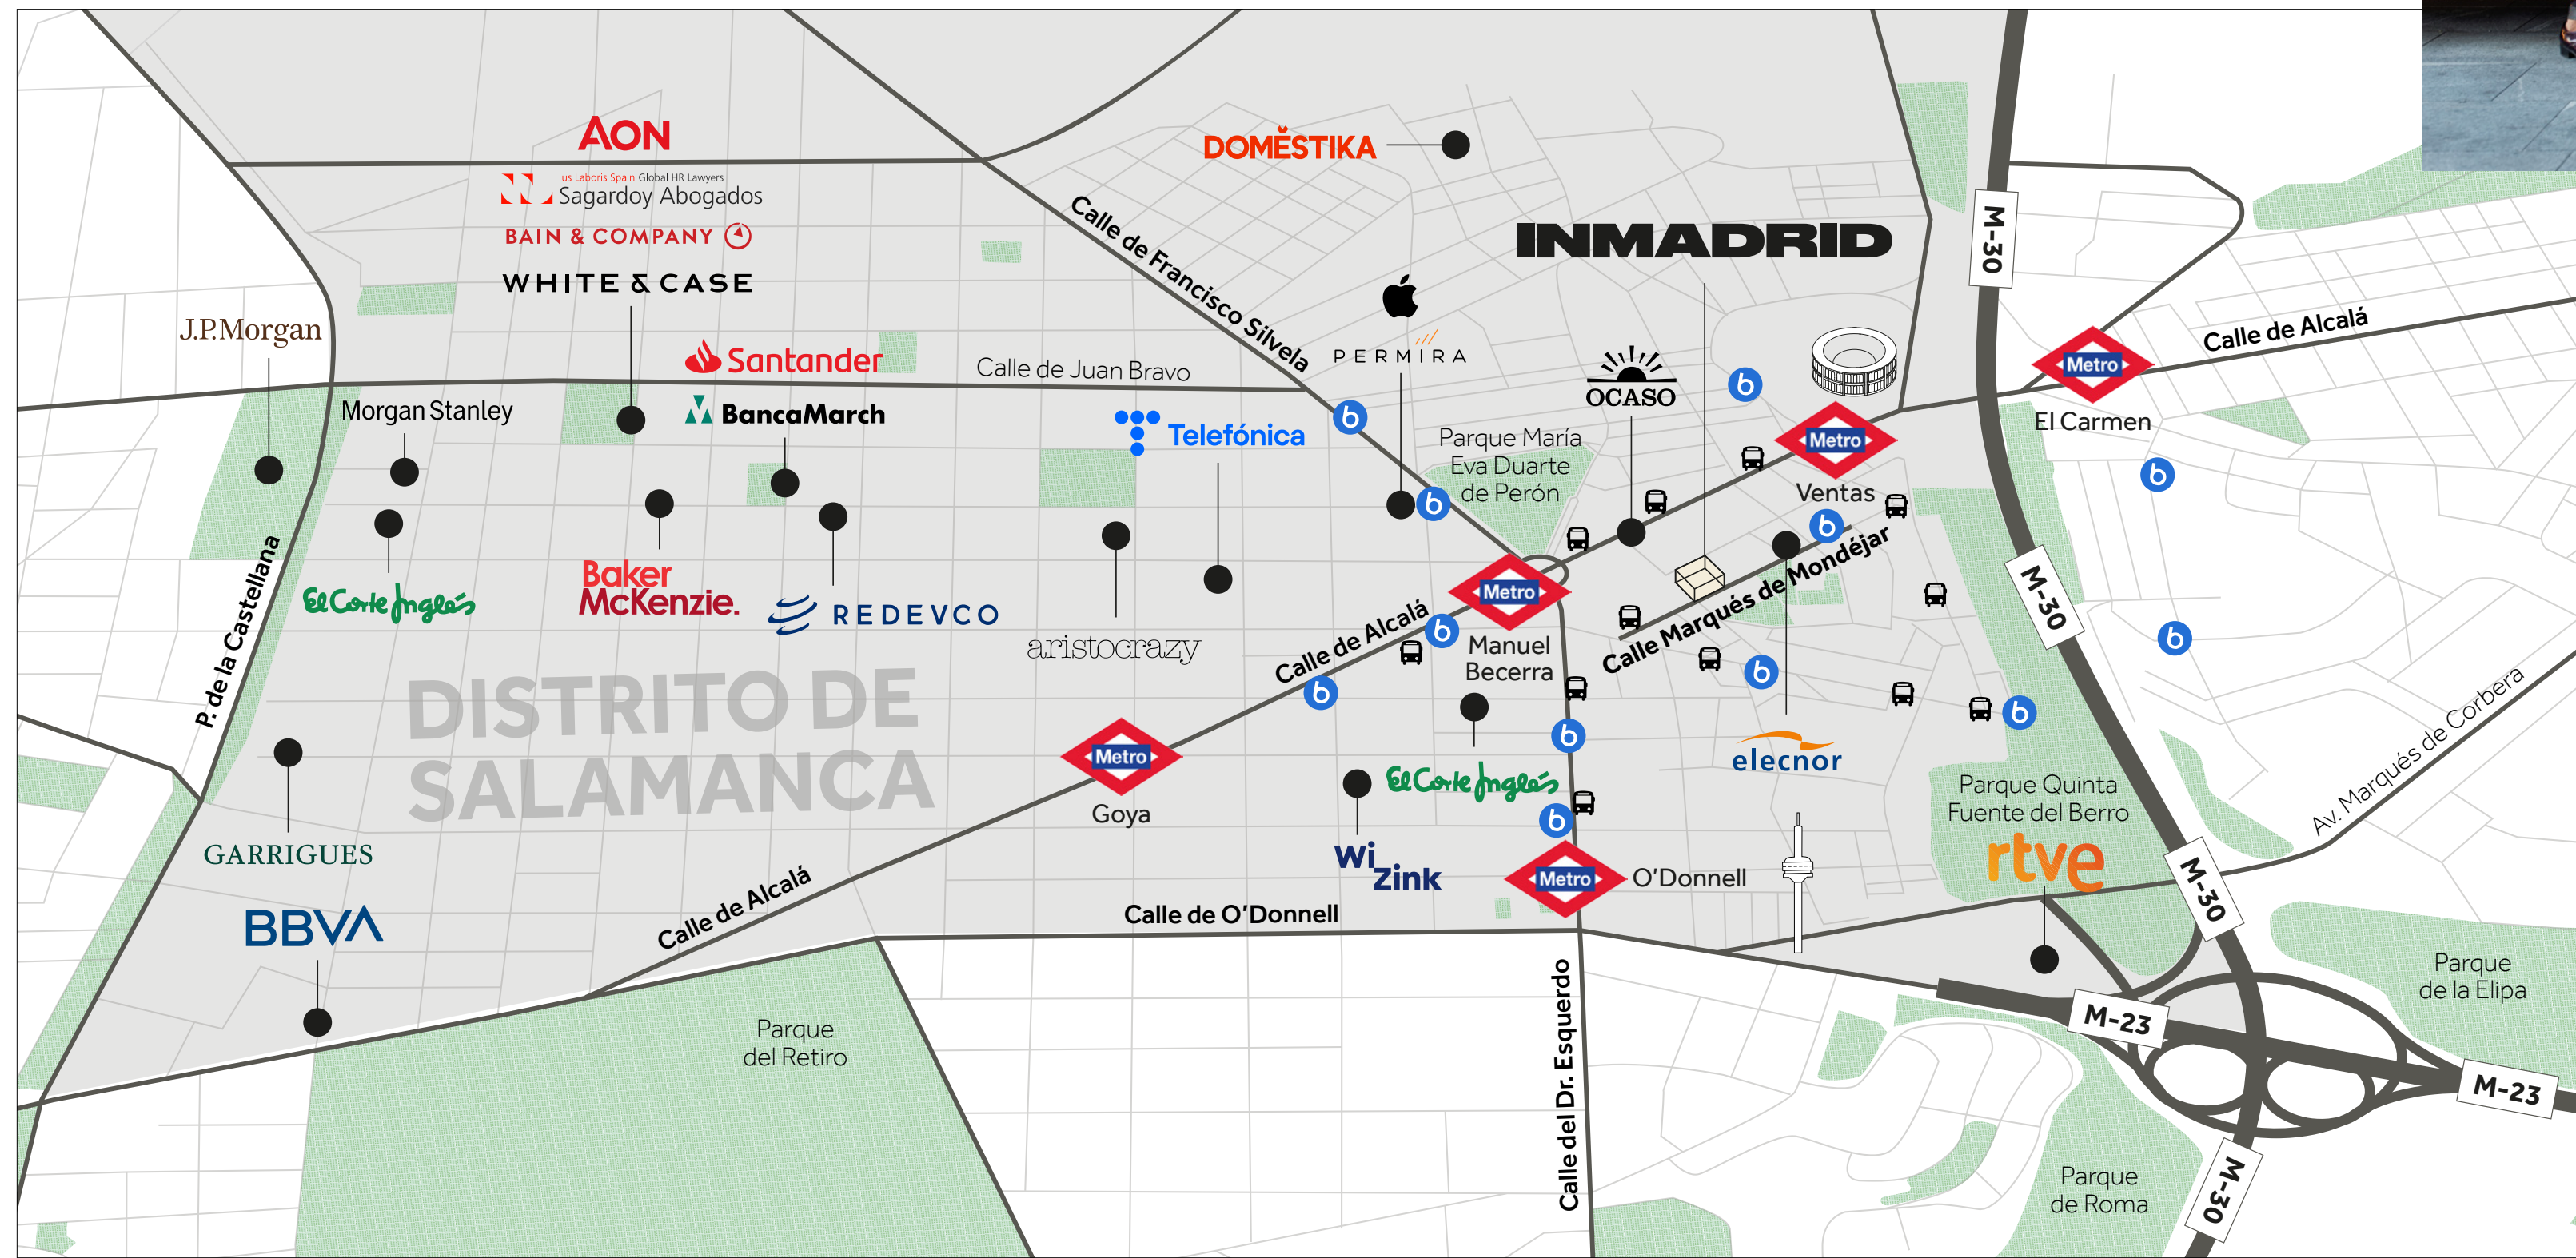 AON
Ius Laboris Spain Global HR Lawyers
Sagardoy Abogados
BAIN & COMPANY
WHITE & CASE
DOMĔSTIKA
INMADRID
M-30
Calle de Francisco Silvela
J.P.Morgan
Santander
Calle de Juan Bravo
PERMIRA
OCASO
Metro
El Carmen
Calle de Alcalá
Morgan Stanley
BancaMarch
Telefónica
b
Parque María
Eva Duarte
de Perón
b
b
Metro
Ventas
b
b
P. de la Castellana
El Corte Inglés
Baker
McKenzie.
REDEVCO
aristocrazy
Calle de Alcalá
b
b
Metro
Manuel
Becerra
Calle Marqués de Mondéjar
b
b
b
M-30
DISTRITO DE
SALAMANCA
Metro
Goya
El Corte Inglés
b
b
elecnor
Parque Quinta
Fuente del Berro
rtve
Av. Marqués de Corbera
GARRIGUES
BBVA
Calle de Alcalá
Wi
Zink
Metro
O'Donnell
Calle de O'Donnell
M-30
Parque
del Retiro
Calle del Dr. Esquerdo
M-23
Parque
de la Elipa
M-23
Parque
de Roma
M-30